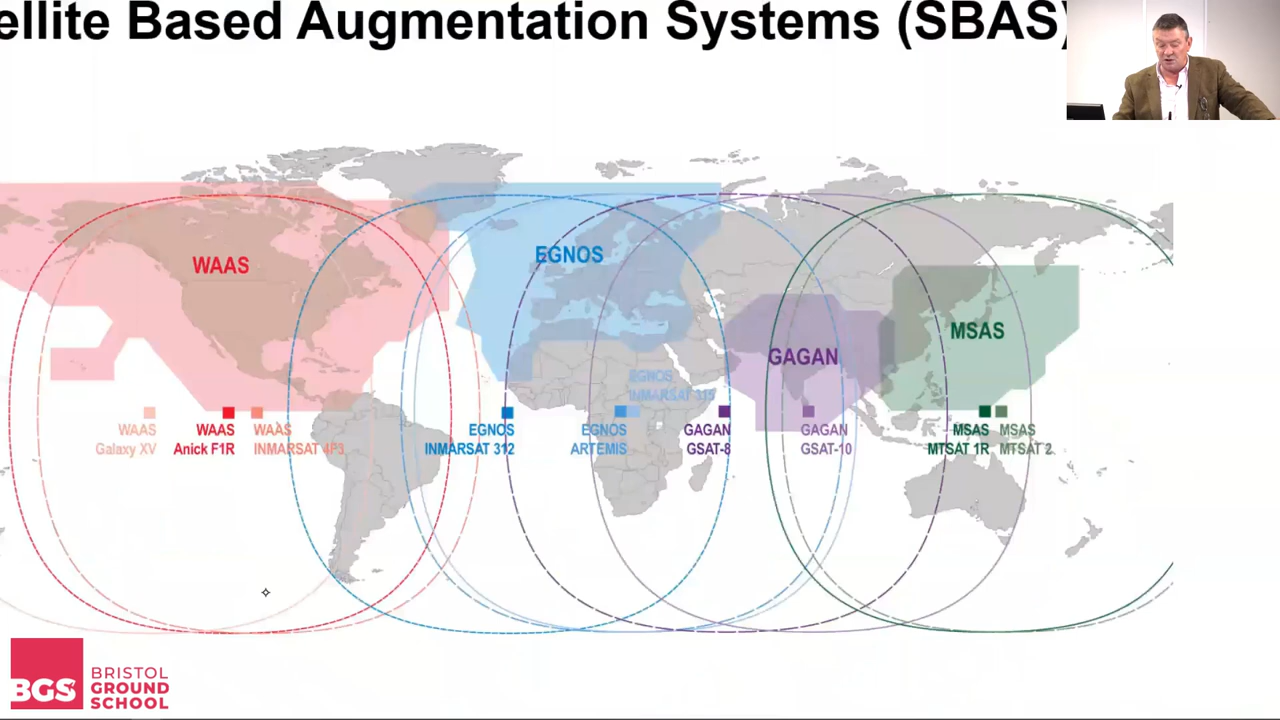 ellite Based Augmentation Systems (SBAS)
WAAS
EGNOS
MSAS
GAGAN
EGNOS
INMARSAT 315
WAAS
Galaxy XV
WAAS
Anick F1R
WAAS
INMARSAT 4F3
EGNOS
INMARSAT 312
EGNOS
ARTEMIS
GAGAN
GSAT-8
GAGAN
GSAT-10
MSAS
MTSAT 1R
MSAS
MTSAT 2
BGS
BRISTOL
GROUND
SCHOOL